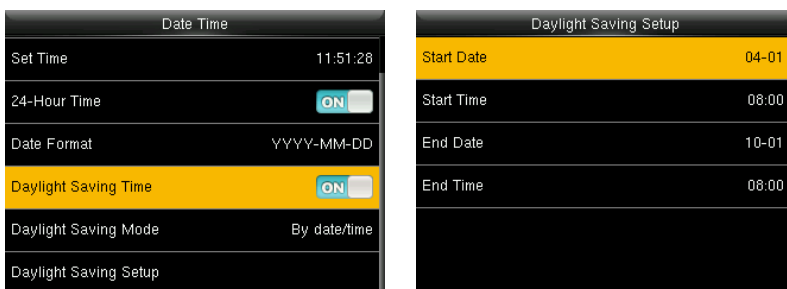 Date Time
Set Time 11:51:28
24-Hour Time ON
Date Format YYYY-MM-DD
Daylight Saving Time ON
Daylight Saving Mode By date/time
Daylight Saving Setup
Daylight Saving Setup
Start Date 04-01
Start Time 08:00
End Date 10-01
End Time 08:00